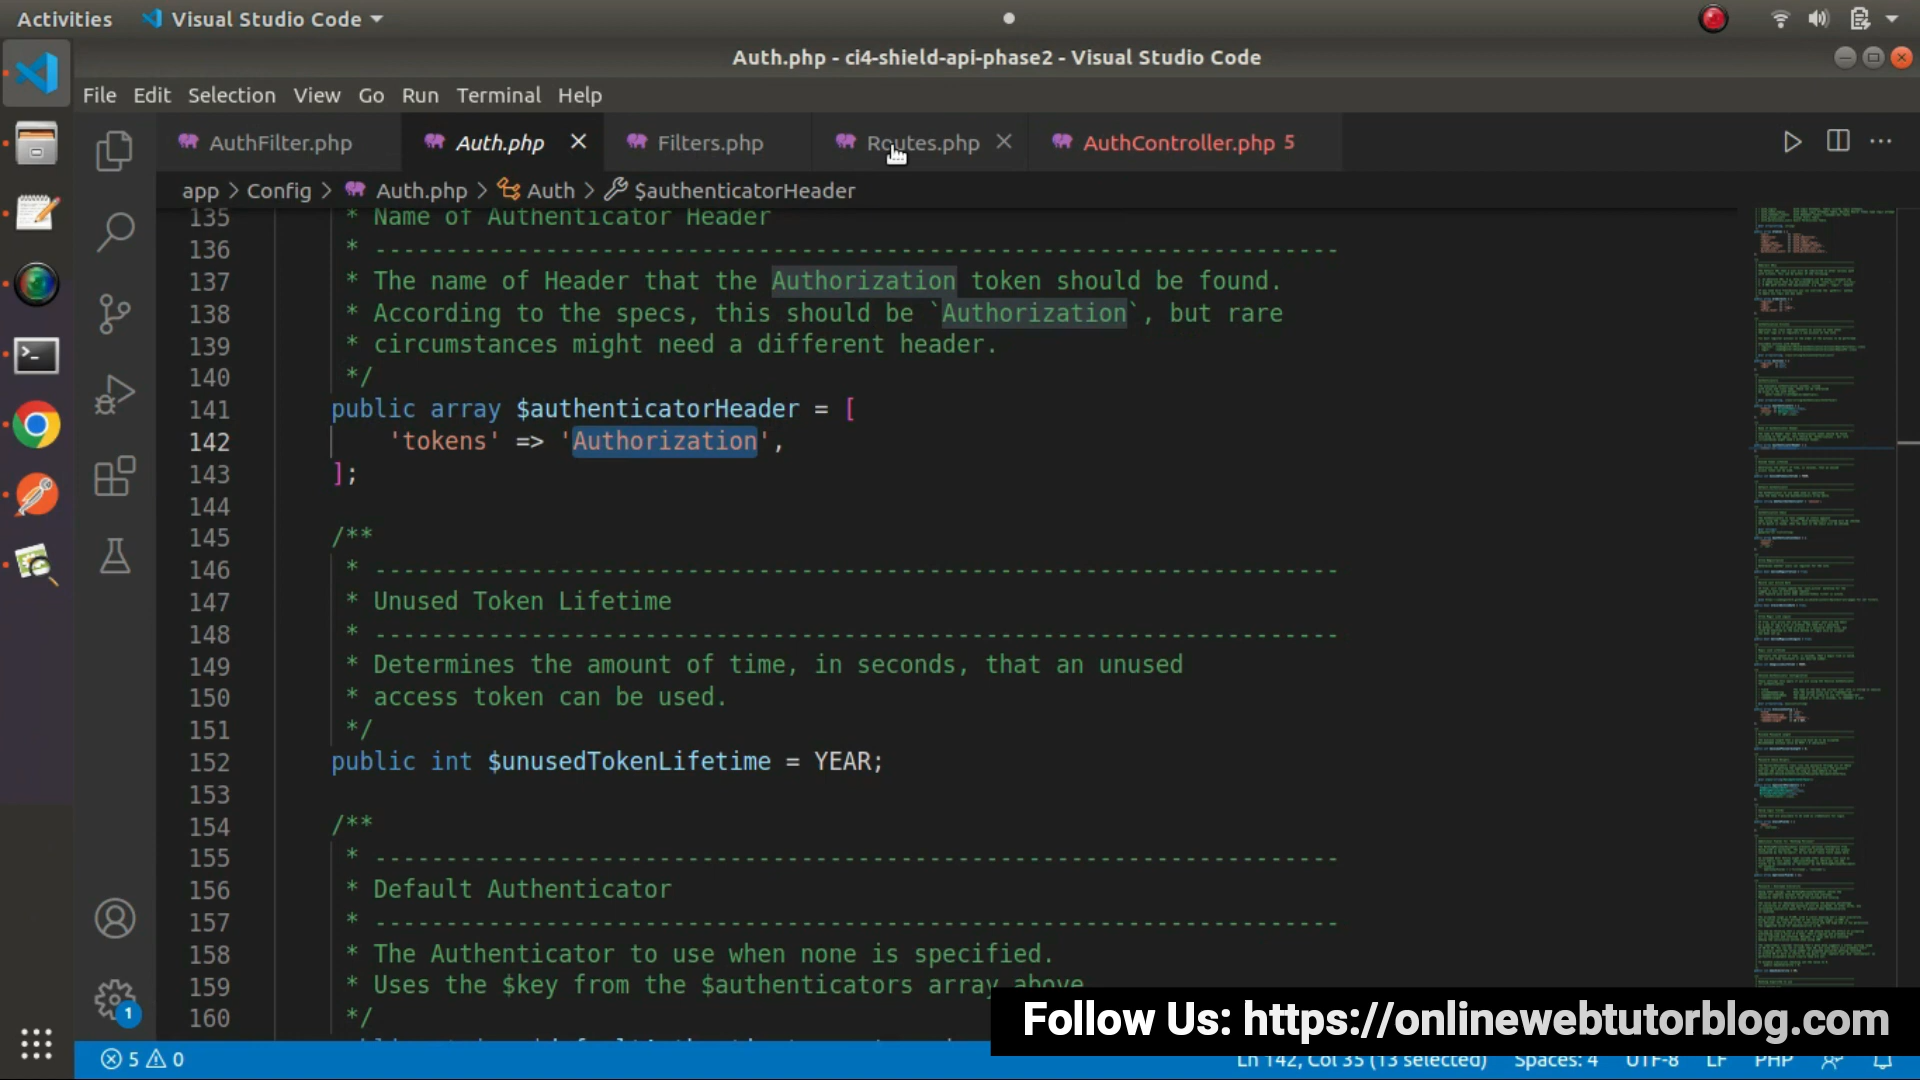 Activities
Visual Studio Code
Auth.php - ci4-shield-api-phase2 - Visual Studio Code
File Edit Selection View Go Run Terminal Help
AuthFilter.php Auth.php Filters.php Routes.php AuthController.php 5
app > Config > Auth.php > Auth > $authenticatorHeader
135 * Name of Authenticator Header
136 * --------------------------------------------------------------------
137 * The name of Header that the Authorization token should be found.
138 * According to the specs, this should be `Authorization`, but rare
139 * circumstances might need a different header.
140 */
141 public array $authenticatorHeader = [
142 'tokens' => 'Authorization',
143 ];
144
145 /**
146 * --------------------------------------------------------------------
147 * Unused Token Lifetime
148 * --------------------------------------------------------------------
149 * Determines the amount of time, in seconds, that an unused
150 * access token can be used.
151 */
152 public int $unusedTokenLifetime = YEAR;
153
154 /**
155 * --------------------------------------------------------------------
156 * Default Authenticator
157 * --------------------------------------------------------------------
158 * The Authenticator to use when none is specified.
159 * Uses the $key from the $authenticators array above
160 */
1
Follow Us: https://onlinewebtutorblog.com
5 0
Ln 142, Col 35 (13 selected) Spaces: 4 UTF-8 LF PHP